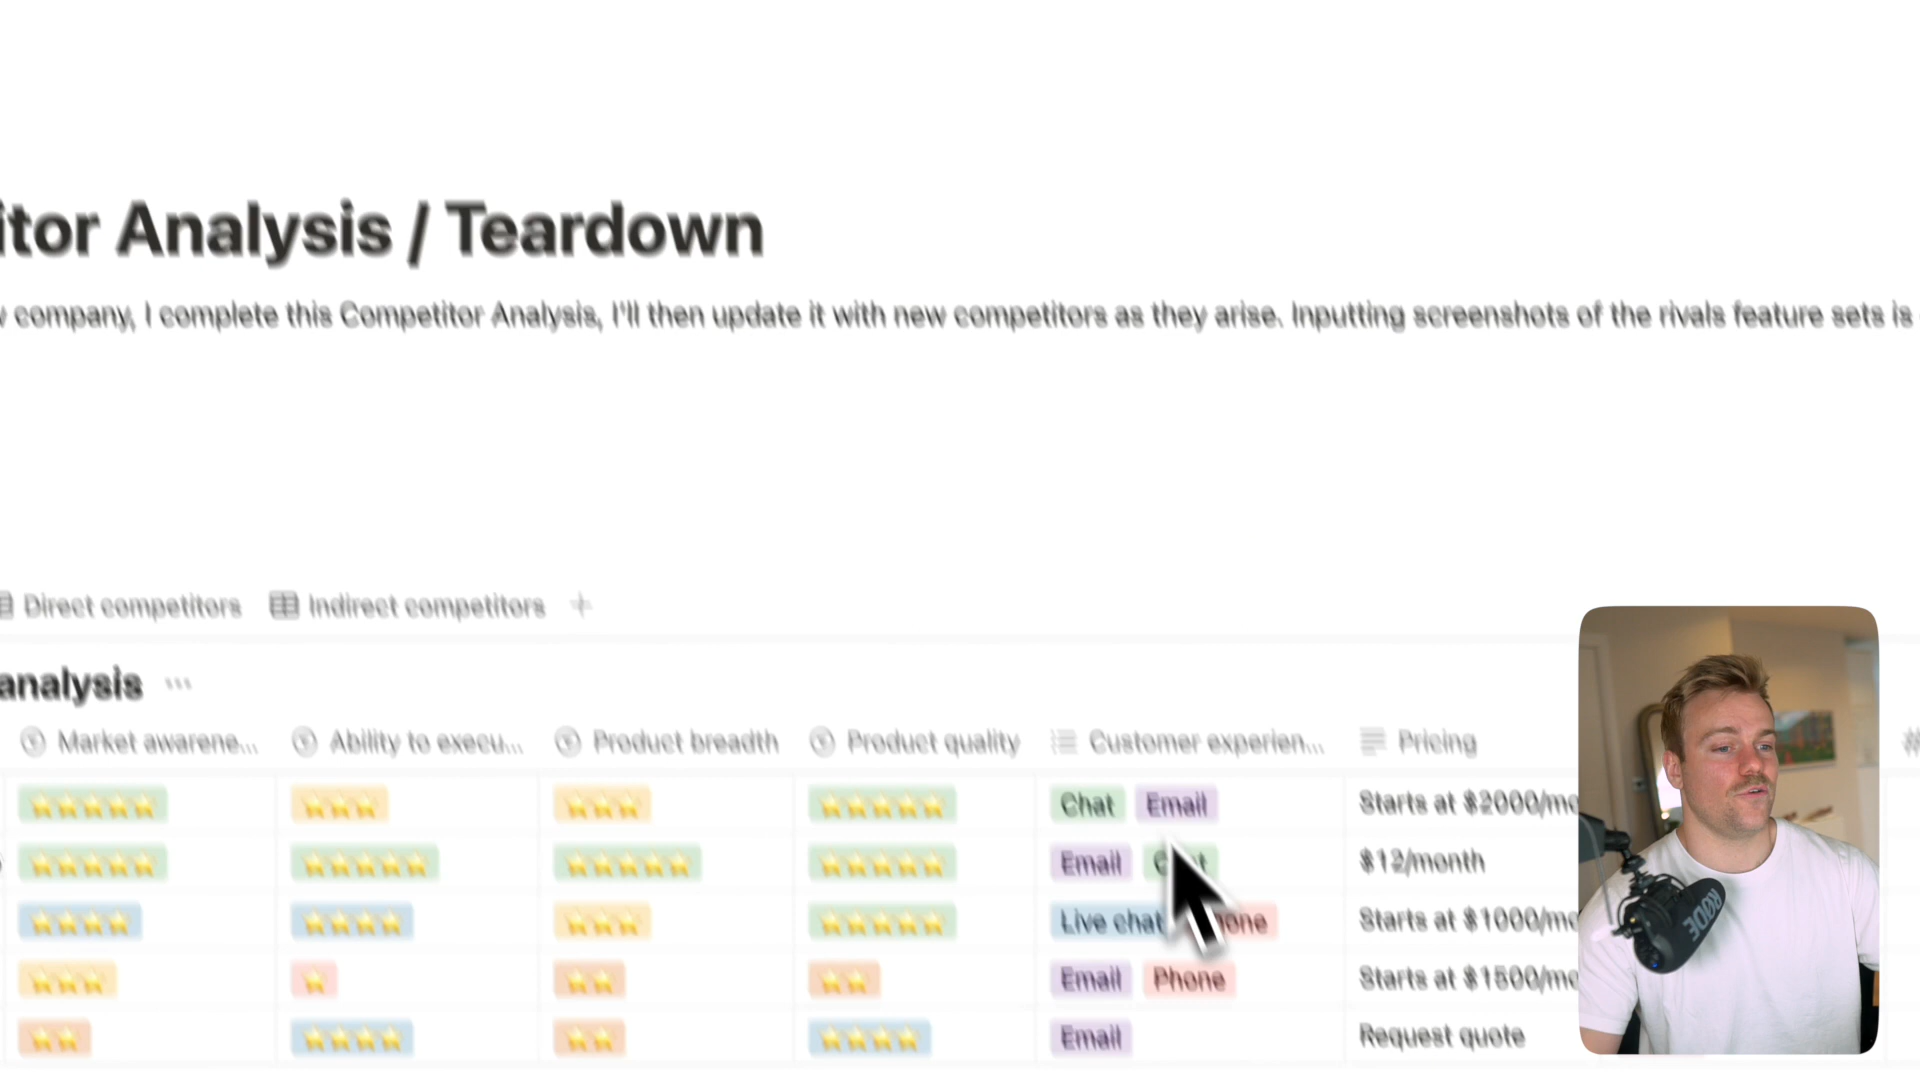 itor Analysis / Teardown
company, I complete this Competitor Analysis, I'll then update it with new competitors as they arise. Inputting screenshots of the rivals feature sets is
Direct competitors Indirect competitors +
analysis ...
Market awarene... Ability to execu... Product breadth Product quality Customer experien... Pricing #
Chat Email Starts at $2000/mo
Email $12/month
Live chat one Starts at $1000/mo
Email Phone Starts at $1500/mo
Email Request quote
RØDE